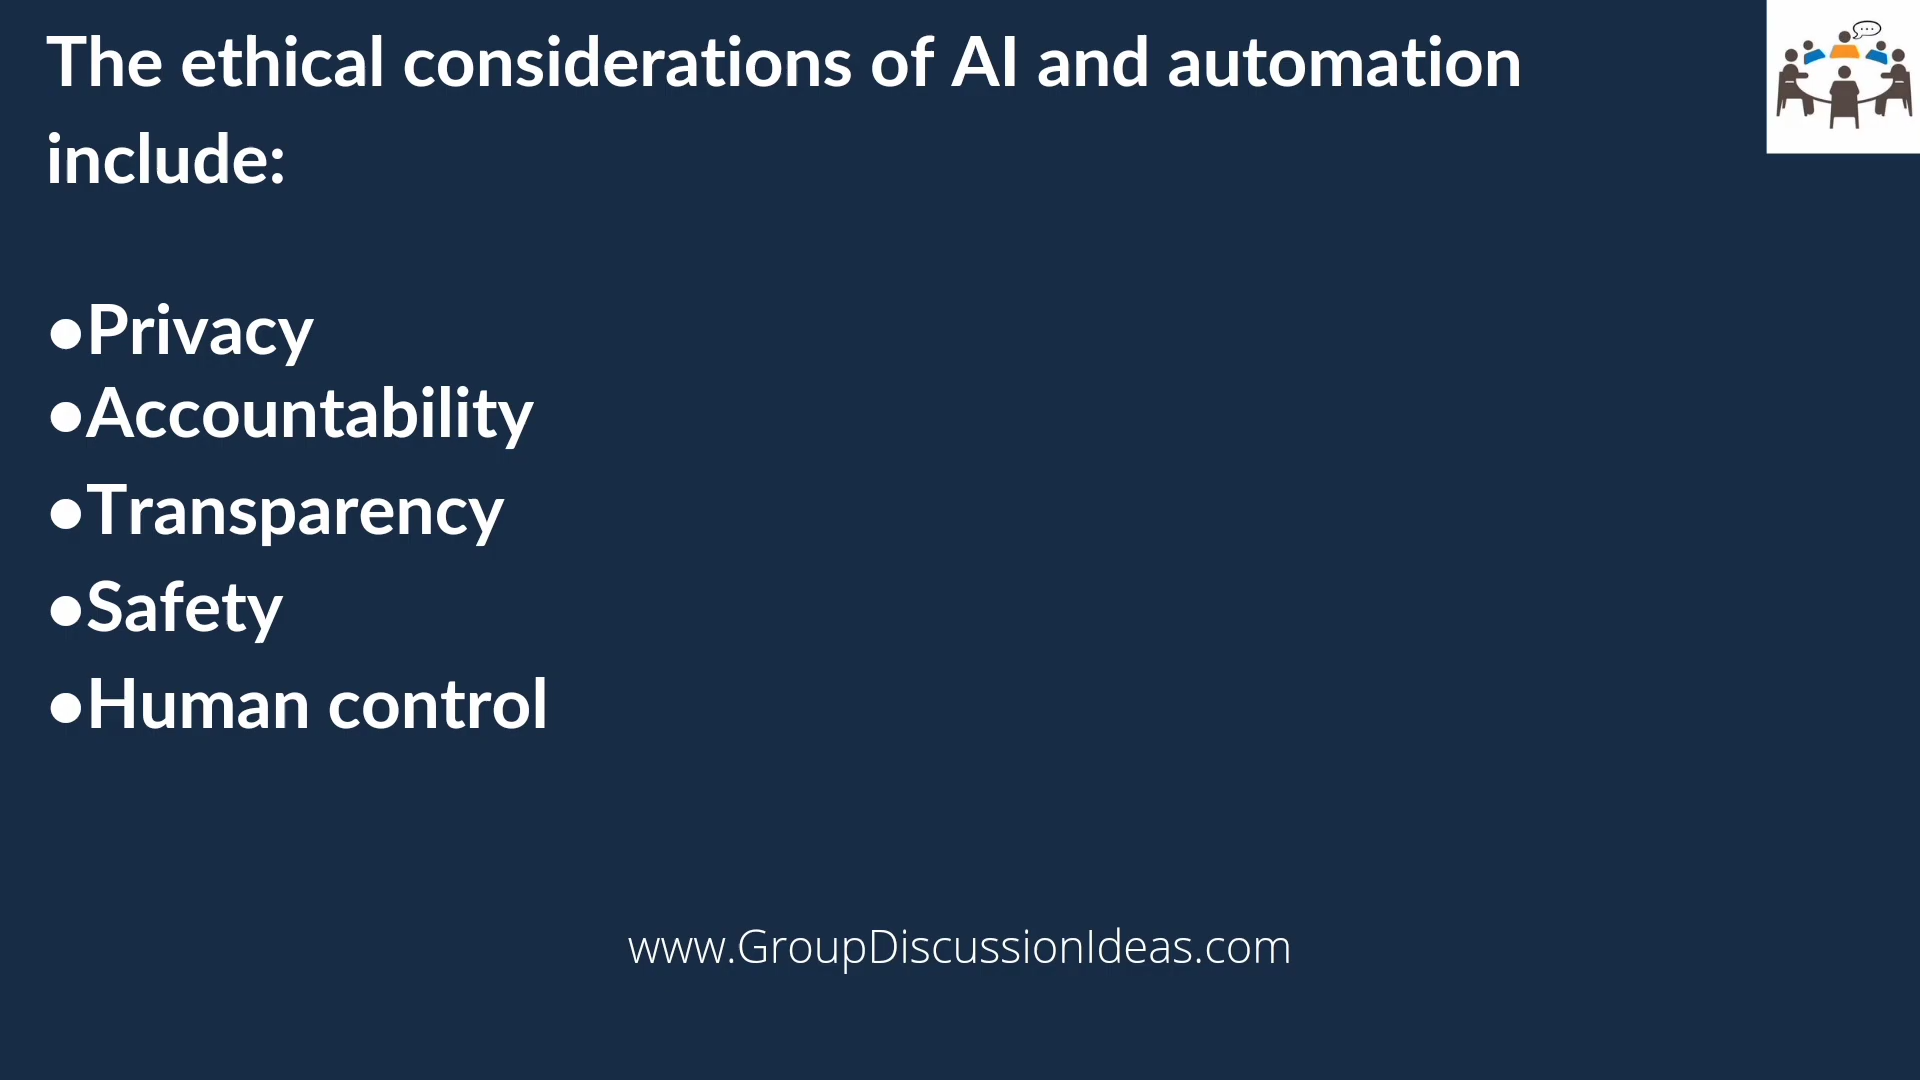 The ethical considerations of AI and automation
include:
●Privacy
●Accountability
●Transparency
●Safety
●Human control
www.GroupDiscussionIdeas.com